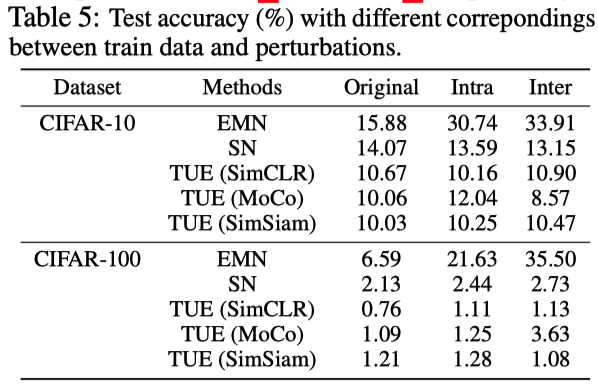 Table 5: Test accuracy (%) with different correpondings
between train data and perturbations.
Dataset Methods Original Intra Inter
CIFAR-10 EMN 15.88 30.74 33.91
SN 14.07 13.59 13.15
TUE (SimCLR) 10.67 10.16 10.90
TUE (MoCo) 10.06 12.04 8.57
TUE (SimSiam) 10.03 10.25 10.47
CIFAR-100 EMN 6.59 21.63 35.50
SN 2.13 2.44 2.73
TUE (SimCLR) 0.76 1.11 1.13
TUE (MoCo) 1.09 1.25 3.63
TUE (SimSiam) 1.21 1.28 1.08